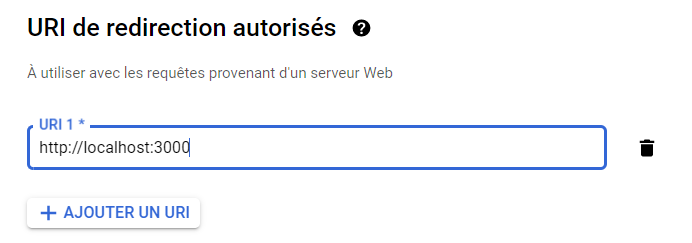 URI de redirection autorisés
À utiliser avec les requêtes provenant d'un serveur Web
URI 1 *
http://localhost:3000
AJOUTER UN URI